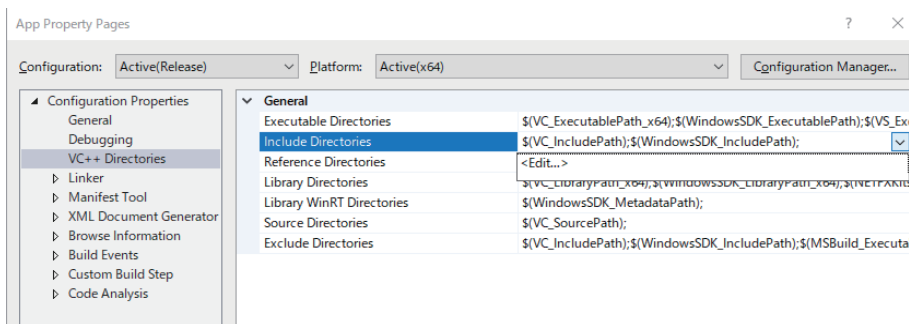 App Property Pages
Configuration: Active(Release) Platform: Active(x64) Configuration Manager...
Configuration Properties
General
Debugging
VC++ Directories
Linker
Manifest Tool
XML Document Generator
Browse Information
Build Events
Custom Build Step
Code Analysis
General
Executable Directories $(VC_ExecutablePath_x64);$(WindowsSDK_ExecutablePath);$(VS_Exe
Include Directories $(VC_IncludePath);$(WindowsSDK_IncludePath);
Reference Directories <Edit...>
Library Directories $(VC_LibraryPath_x64);$(WindowsSDK_LibraryPath_x64);$(NETFXKits
Library WinRT Directories $(WindowsSDK_MetadataPath);
Source Directories $(VC_SourcePath);
Exclude Directories $(VC_IncludePath);$(WindowsSDK_IncludePath);$(MSBuild_Executa